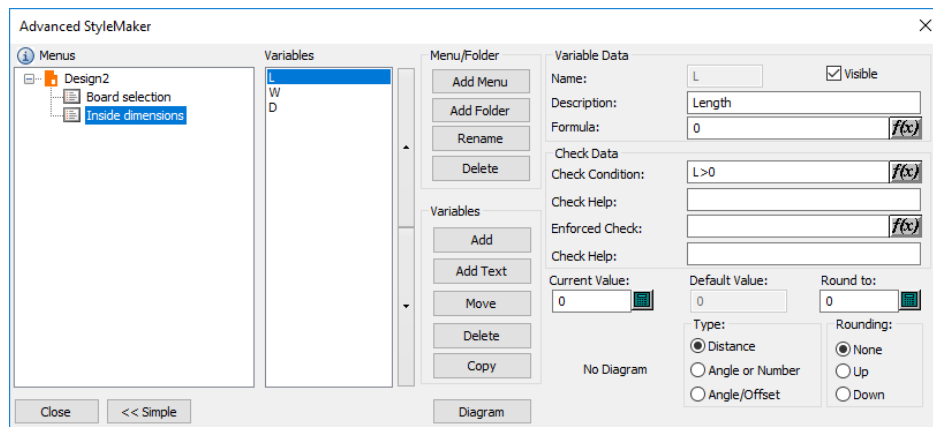 Advanced StyleMaker
Menus
Design2
Board selection
Inside dimensions
Variables
L
W
D
Menu/Folder
Add Menu
Add Folder
Rename
Delete
Variables
Add
Add Text
Move
Delete
Copy
Variable Data
Name: L Visible
Description: Length
Formula: 0 f(x)
Check Data
Check Condition: L>0 f(x)
Check Help:
Enforced Check: f(x)
Check Help:
Current Value: Default Value: Round to:
0 0 0
No Diagram
Type:
Distance
Angle or Number
Angle/Offset
Rounding:
None
Up
Down
Close << Simple Diagram